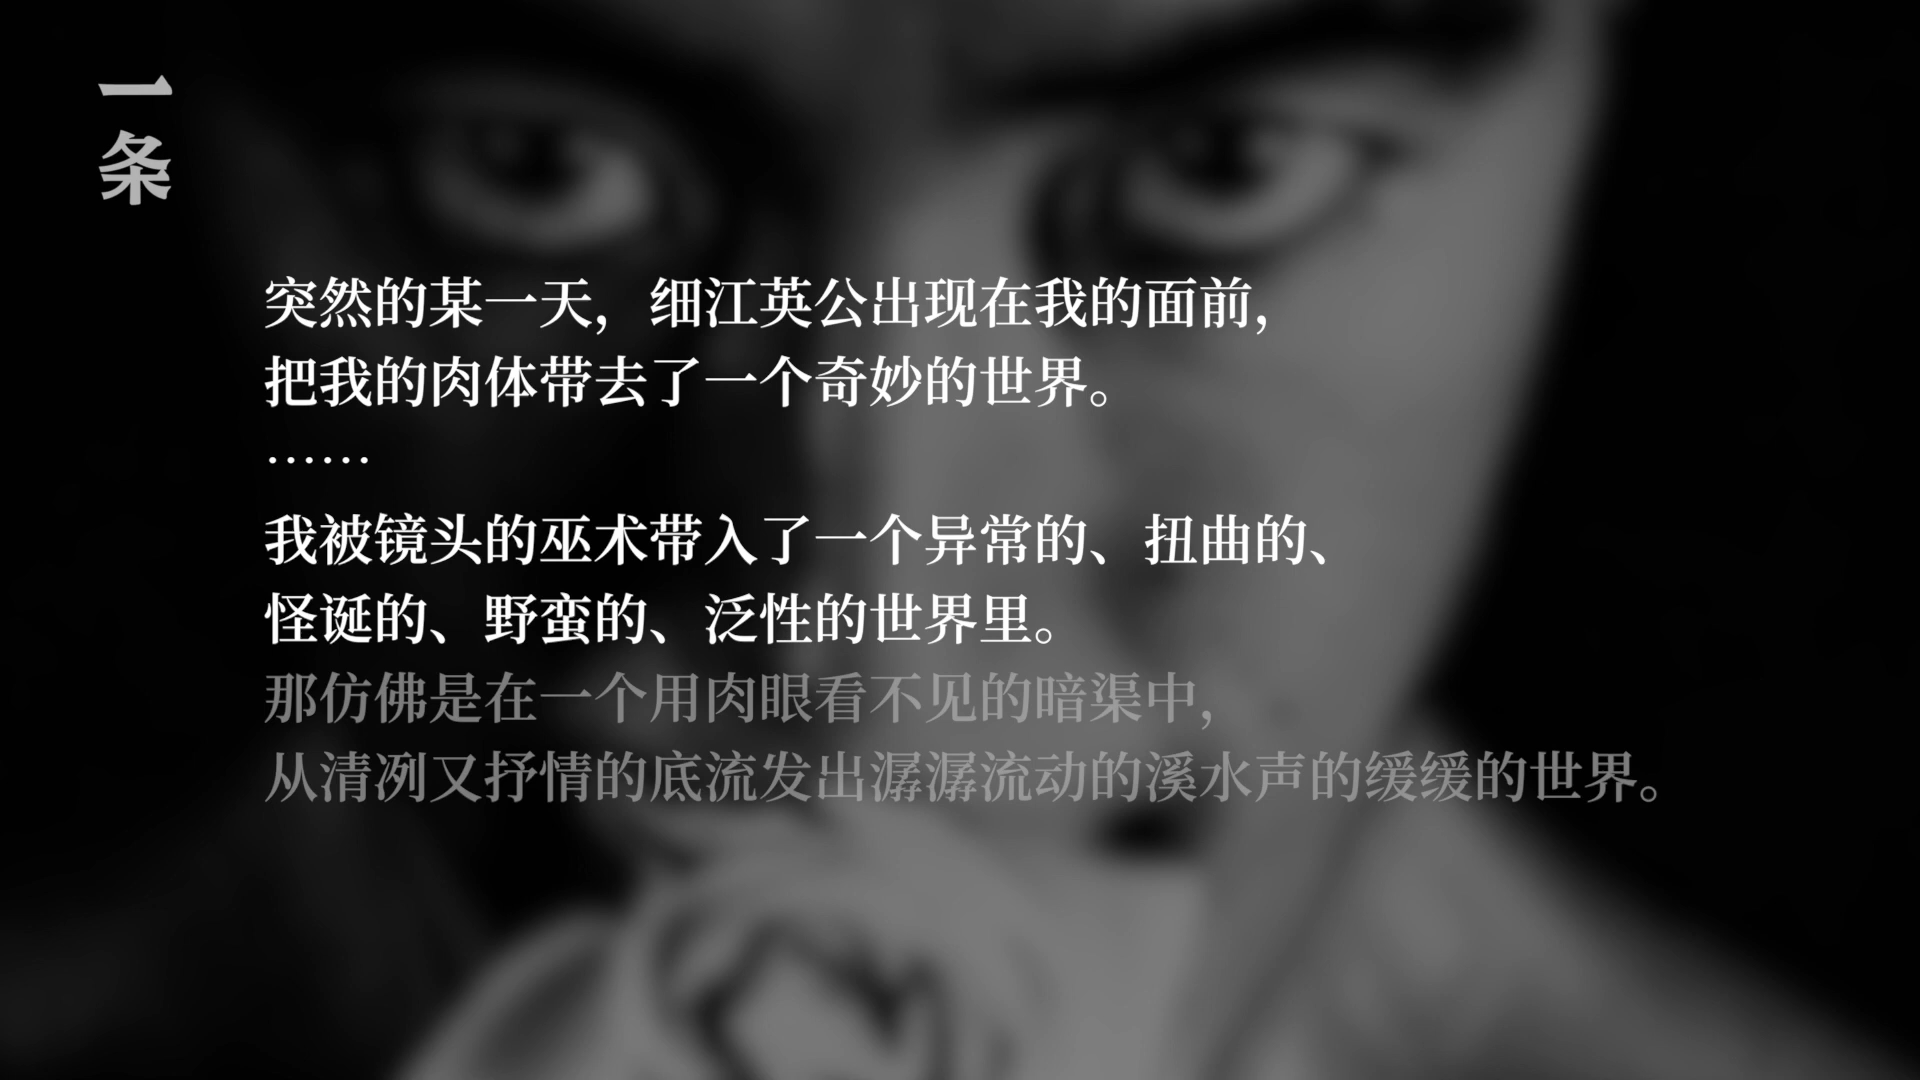 一条
突然的某一天，细江英公出现在我的面前，
把我的肉体带去了一个奇妙的世界。
……
我被镜头的巫术带入了一个异常的、扭曲的、
怪诞的、野蛮的、泛性的世界里。
那仿佛是在一个用肉眼看不见的暗渠中，
从清冽又抒情的底流发出潺潺流动的溪水声的缓缓的世界。